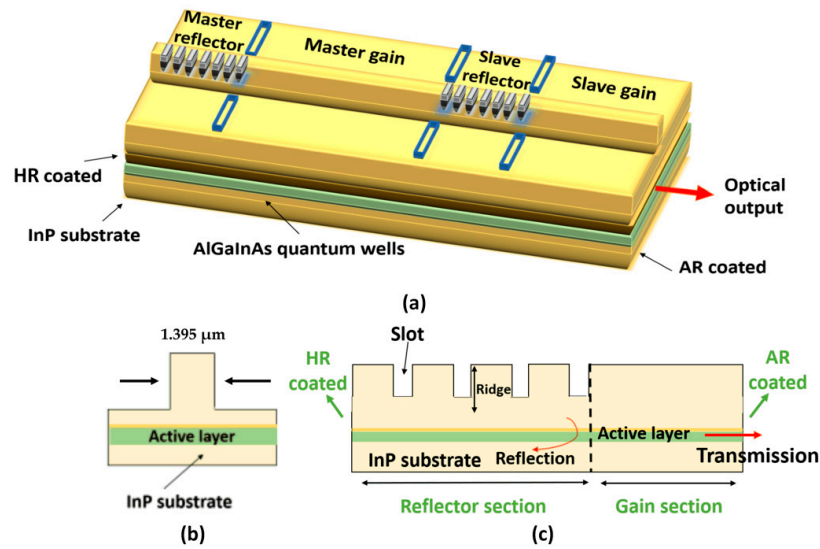 Master
reflector
Master gain
Slave
reflector
Slave gain
HR coated
InP substrate
AlGaInAs quantum wells
Optical
output
AR coated
(a)
1.395 μm
Active layer
InP substrate
(b)
Slot
HR
coated
AR
coated
Ridge
Active layer
InP substrate
Reflection
Transmission
Reflector section
Gain section
(c)